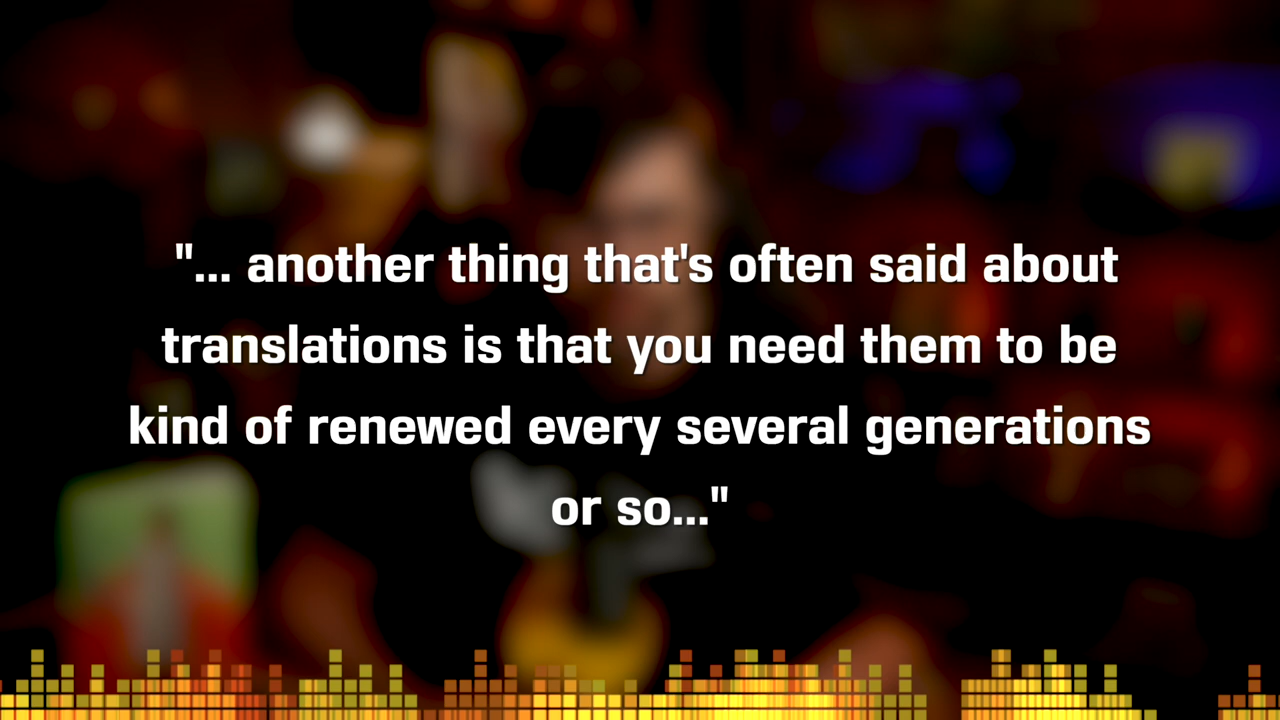 "... another thing that's often said about
translations is that you need them to be
kind of renewed every several generations
or so..."